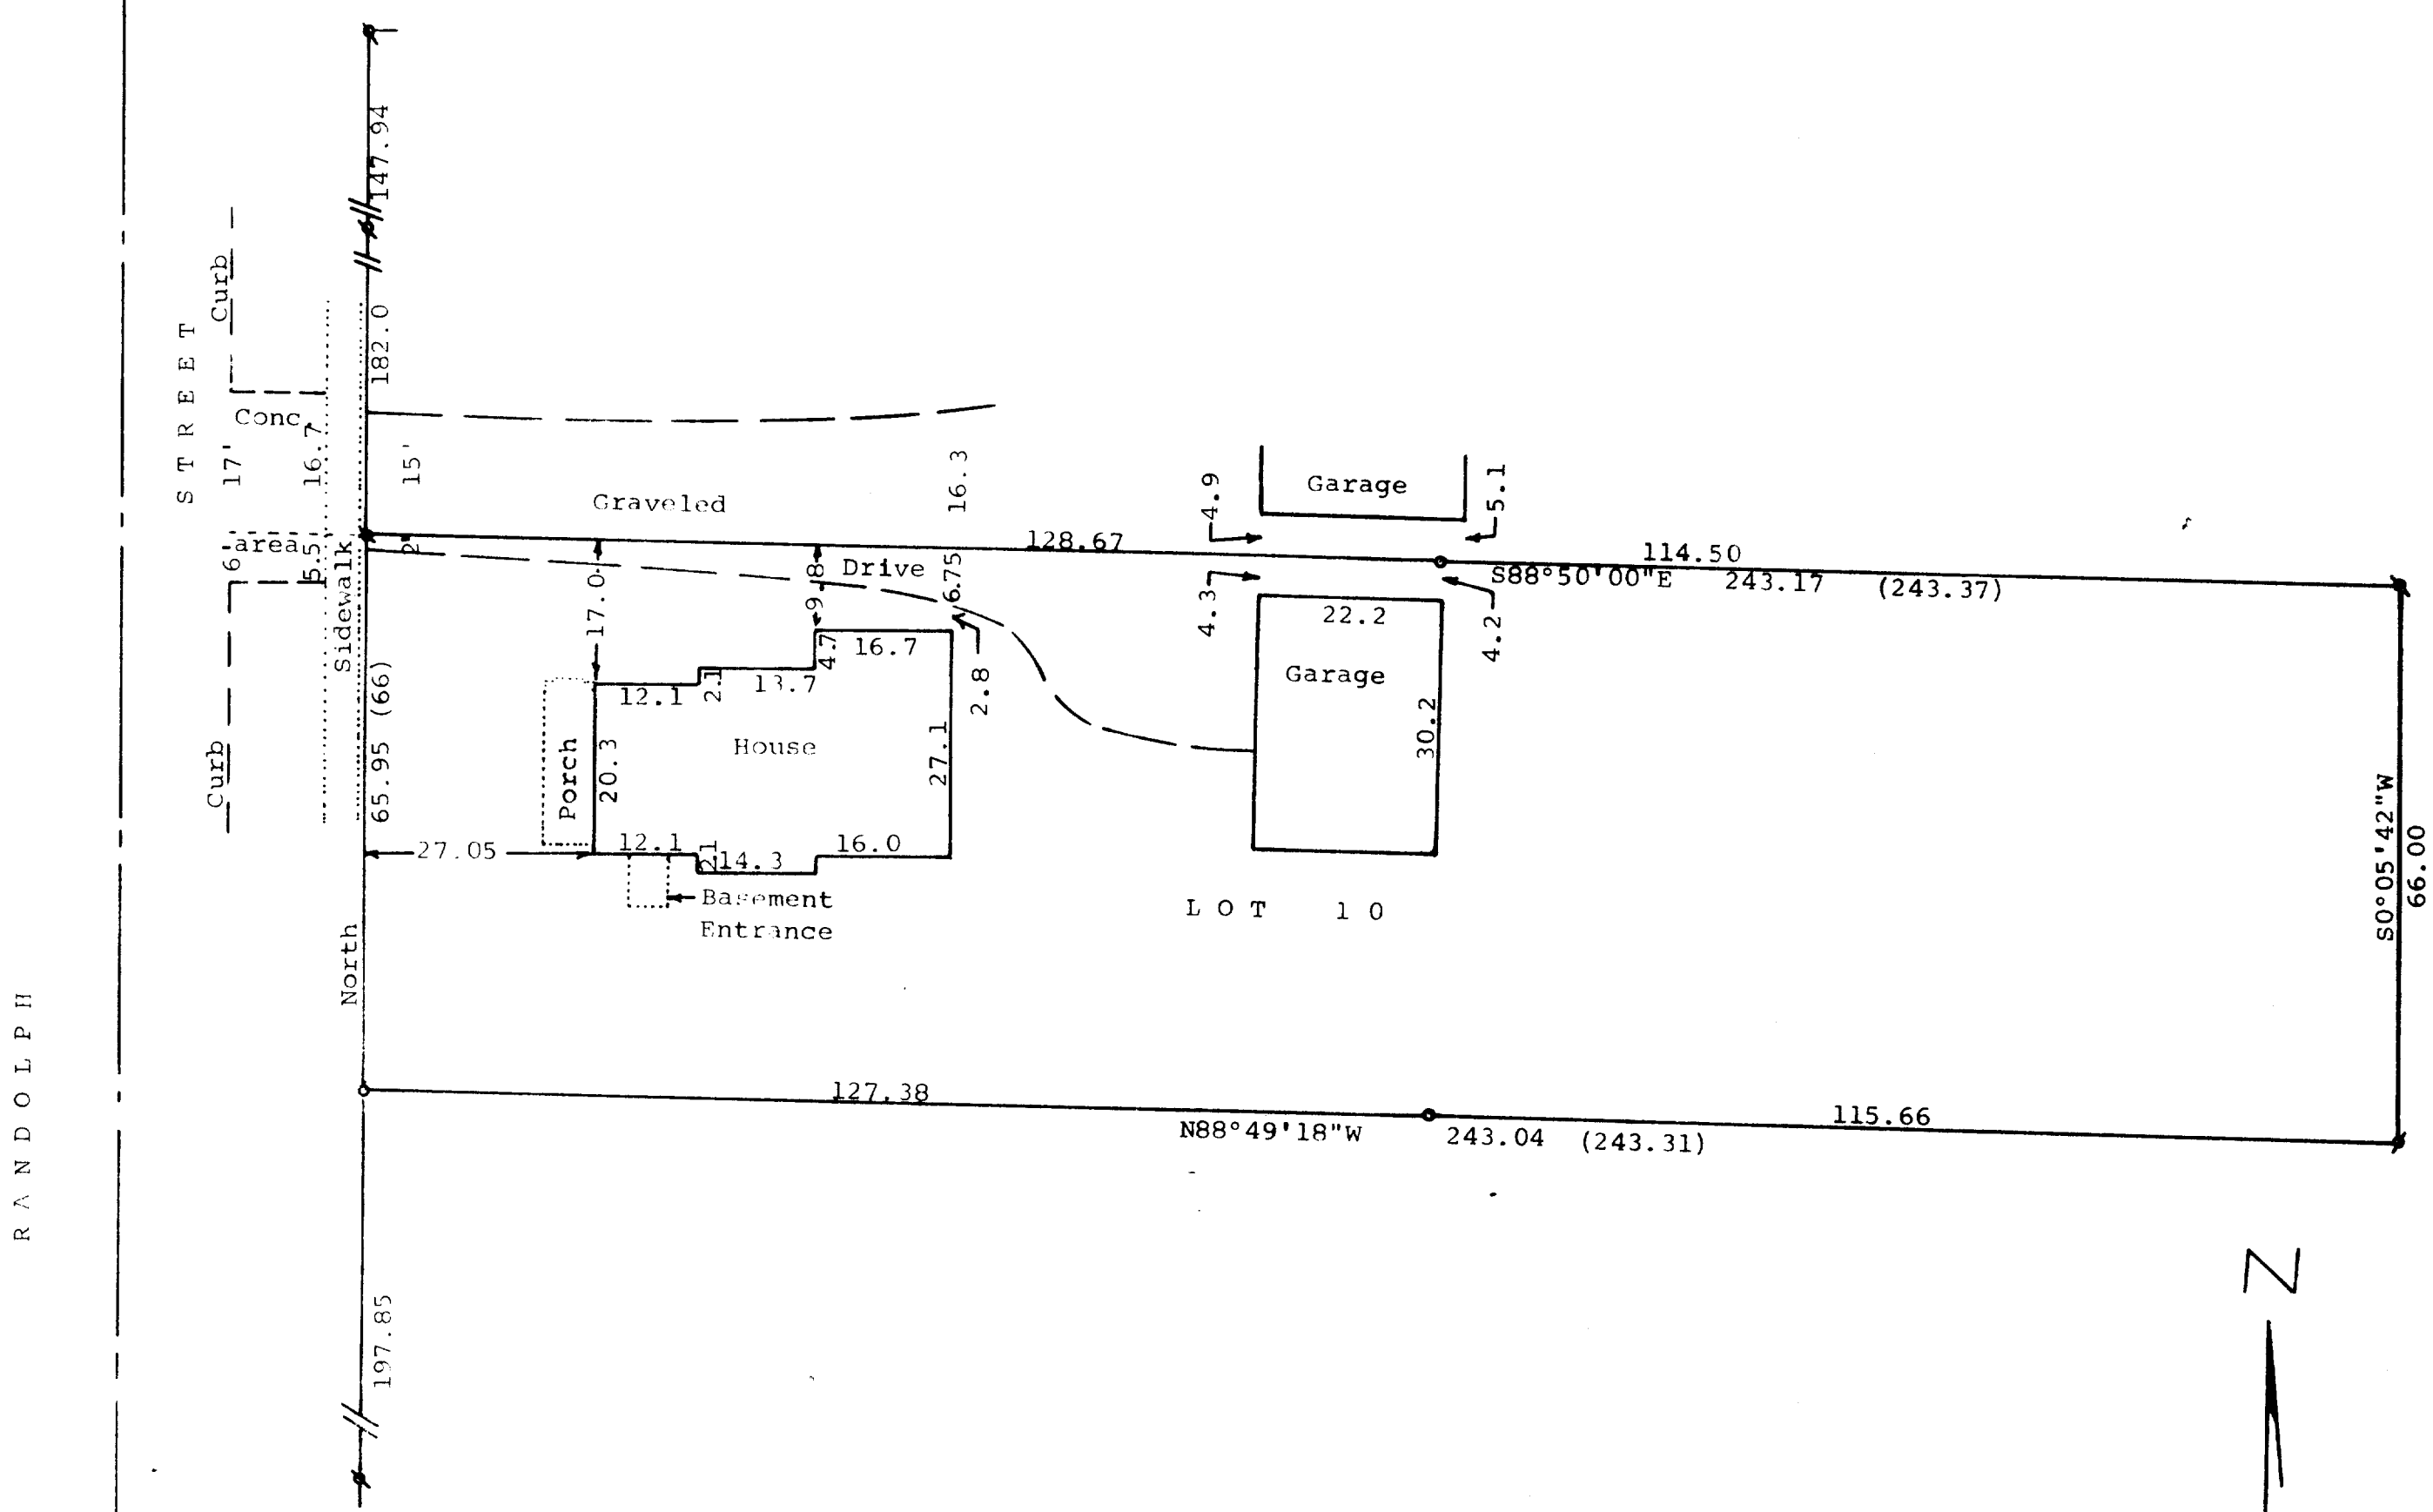 147.94
Curb
182.0
STREET
Conc.
17'
16.7
15'
Graveled
16.3
4.9
Garage
5.1
area
6'
5.5'
2'
Sidewalk
128.67
114.50
S88°50'00"E 243.17 (243.37)
17.0
9.8
Drive
6.75
4.3
22.2
4.2
4.7
16.7
2.8
12.1
2.1
13.7
Garage
30.2
65.95 (66)
Curb
Porch
20.3
House
27.1
27.05
12.1
2.1
14.3
16.0
Basement
Entrance
LOT 10
S0°05'42"W
66.00
North
RANDOLPH
127.38
N88°49'18"W 243.04 (243.31)
115.66
197.85
N